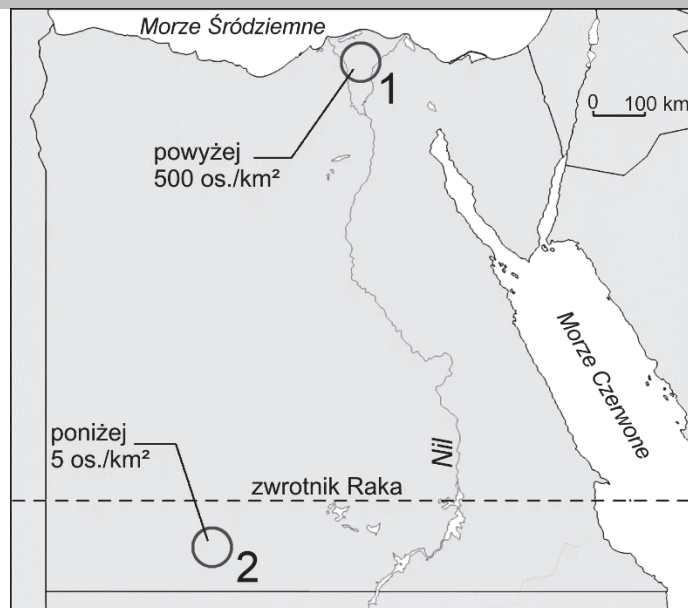 Morze Śródziemne
1
0 100 km
powyżej
500 os./km²
Morze Czerwone
poniżej
5 os./km²
Nil
zwrotnik Raka
2